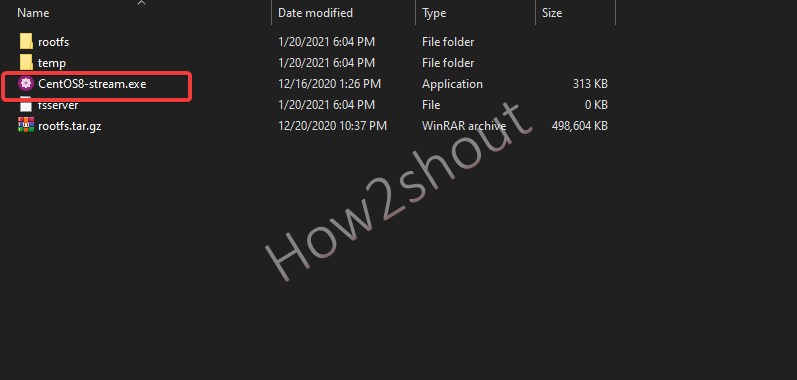 Name Date modified Type Size
rootfs 1/20/2021 6:04 PM File folder
temp 1/20/2021 6:04 PM File folder
CentOS8-stream.exe 12/16/2020 1:26 PM Application 313 KB
fsserver 1/20/2021 6:04 PM File 0 KB
rootfs.tar.gz 12/20/2020 10:37 PM WinRAR archive 498,604 KB
How2shout